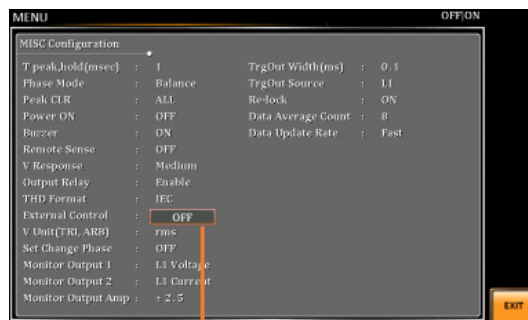 MENU OFF|ON
MISC Configuration
T peak,hold(msec) : 1 TrgOut Width(ms) : 0.1
Phase Mode : Balance TrgOut Source : L1
Peak CLR : ALL Re-lock : ON
Power ON : OFF Data Average Count : 8
Buzzer : ON Data Update Rate : Fast
Remote Sense : OFF
V Response : Medium
Output Relay : Enable
THD Format : IEC
External Control : OFF
V Unit(TRI, ARB) : rms
Set Change Phase : OFF
Monitor Output 1 : L1 Voltage
Monitor Output 2 : L1 Current
Monitor Output Amp : ± 2.5
EXIT